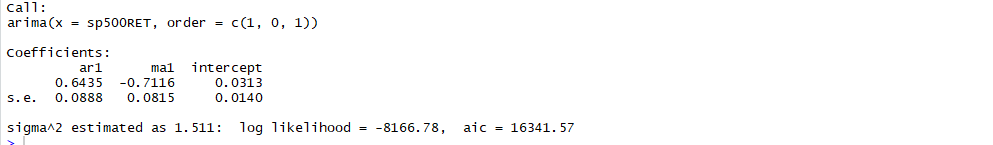 Call:
arima(x = sp500RET, order = c(1, 0, 1))
Coefficients:
ar1 ma1 intercept
0.6435 -0.7116 0.0313
s.e. 0.0888 0.0815 0.0140
sigma^2 estimated as 1.511: log likelihood = -8166.78, aic = 16341.57
>